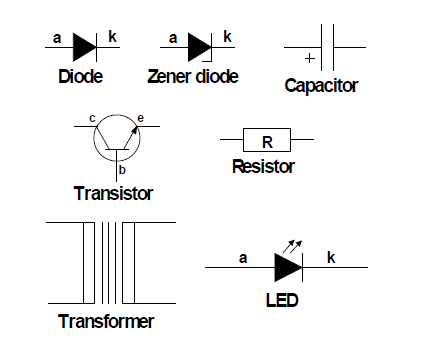 a k
Diode
a k
Zener diode
+
Capacitor
c e
b
Transistor
R
Resistor
Transformer
a k
LED